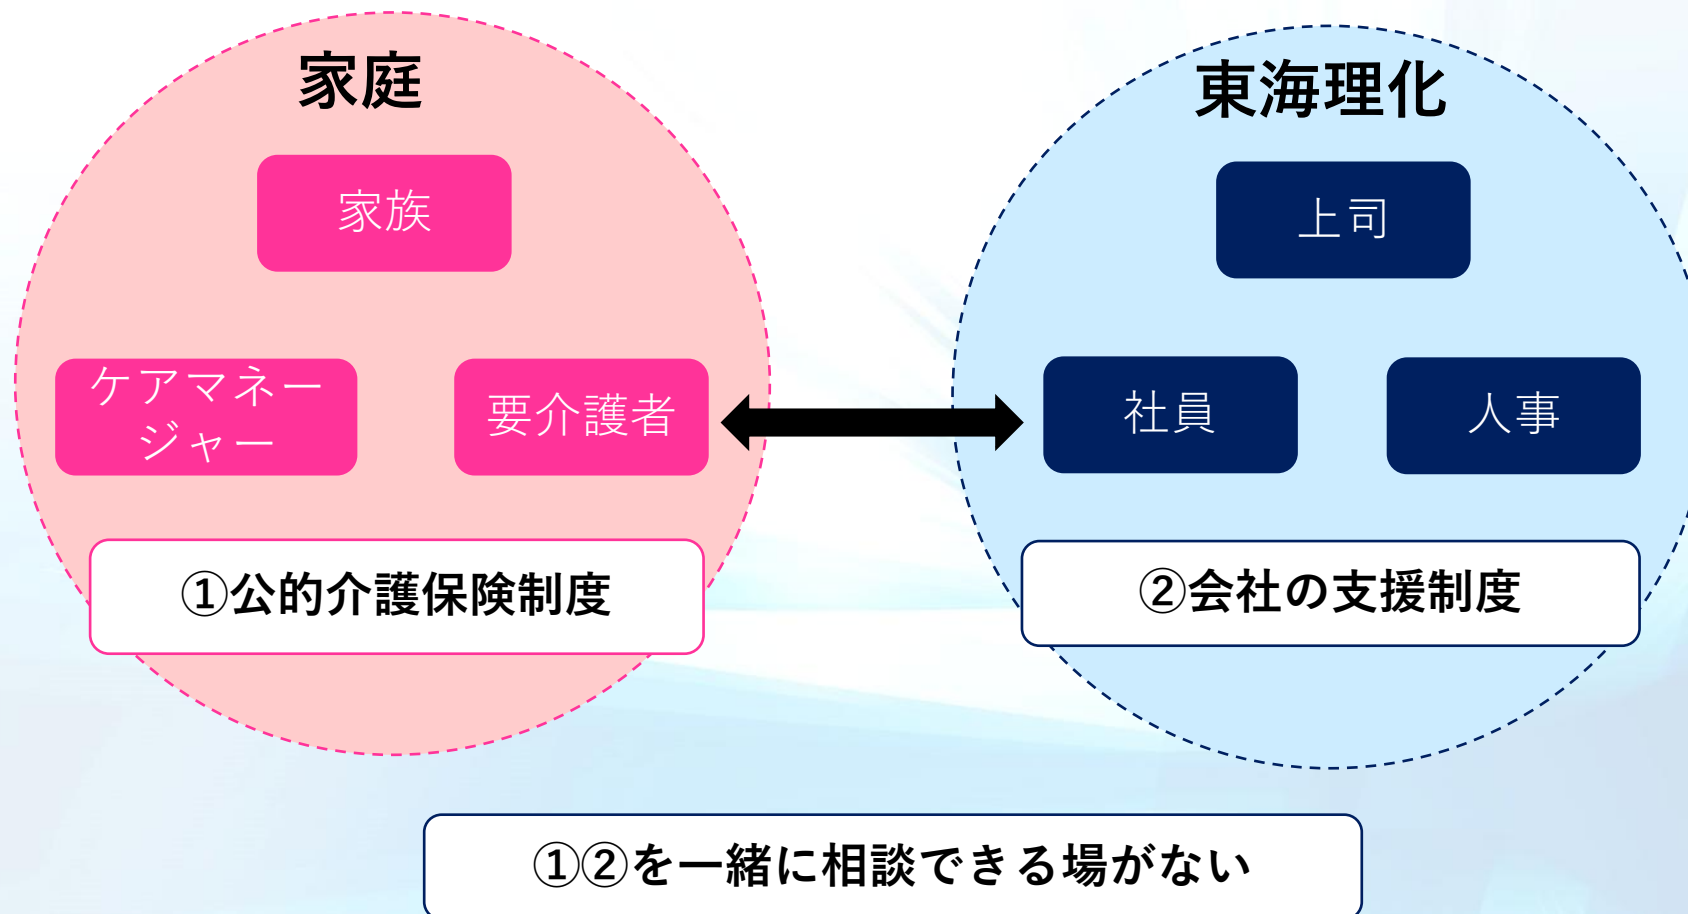 家庭
家族
ケアマネー
ジャー
要介護者
①公的介護保険制度
東海理化
上司
社員
人事
②会社の支援制度
①②を一緒に相談できる場がない